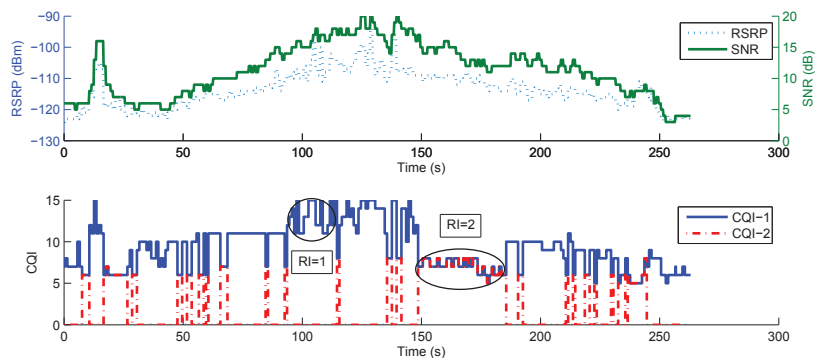 −90
−100
−110
−120
−130
RSRP (dBm)
20
15
10
5
0
SNR (dB)
RSRP
SNR
0 50 100 150 200 250 300
Time (s)
15
10
5
0
CQI
RI=1
RI=2
CQI−1
CQI−2
0 50 100 150 200 250 300
Time (s)